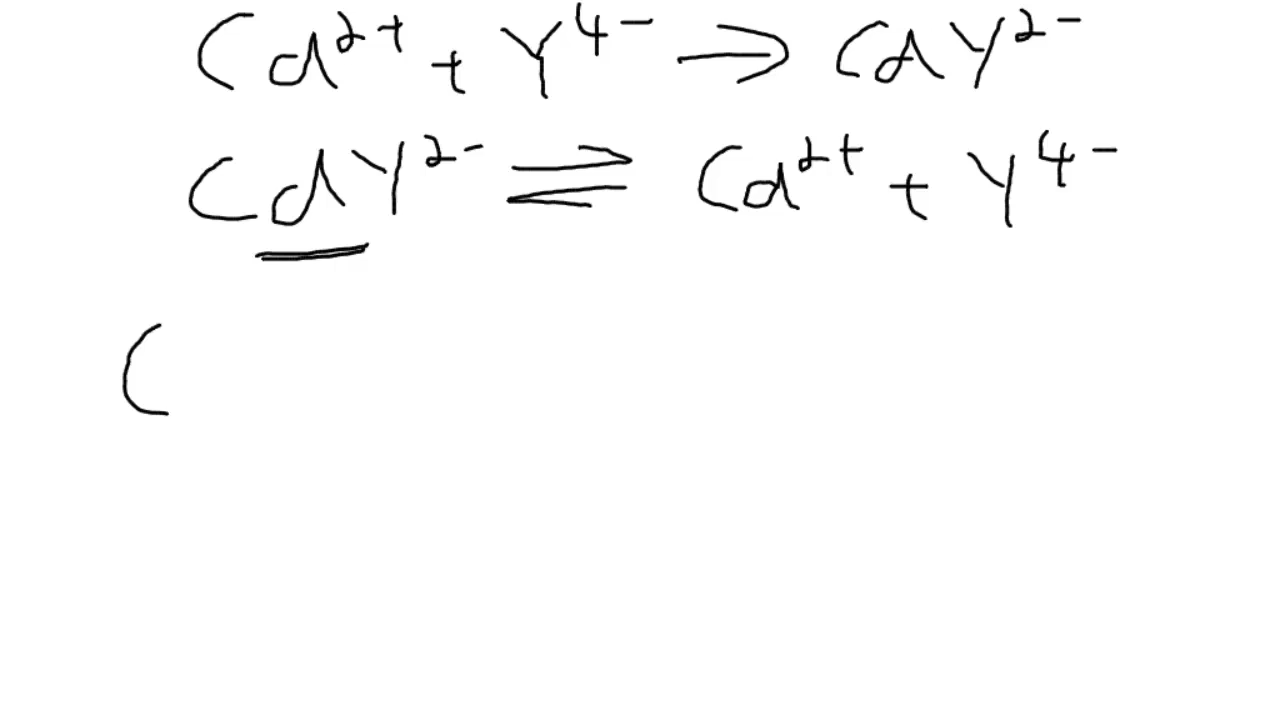 Cd²⁺ + Y⁴⁻ → CdY²⁻
CdY²⁻ ⇌ Cd²⁺ + Y⁴⁻
C